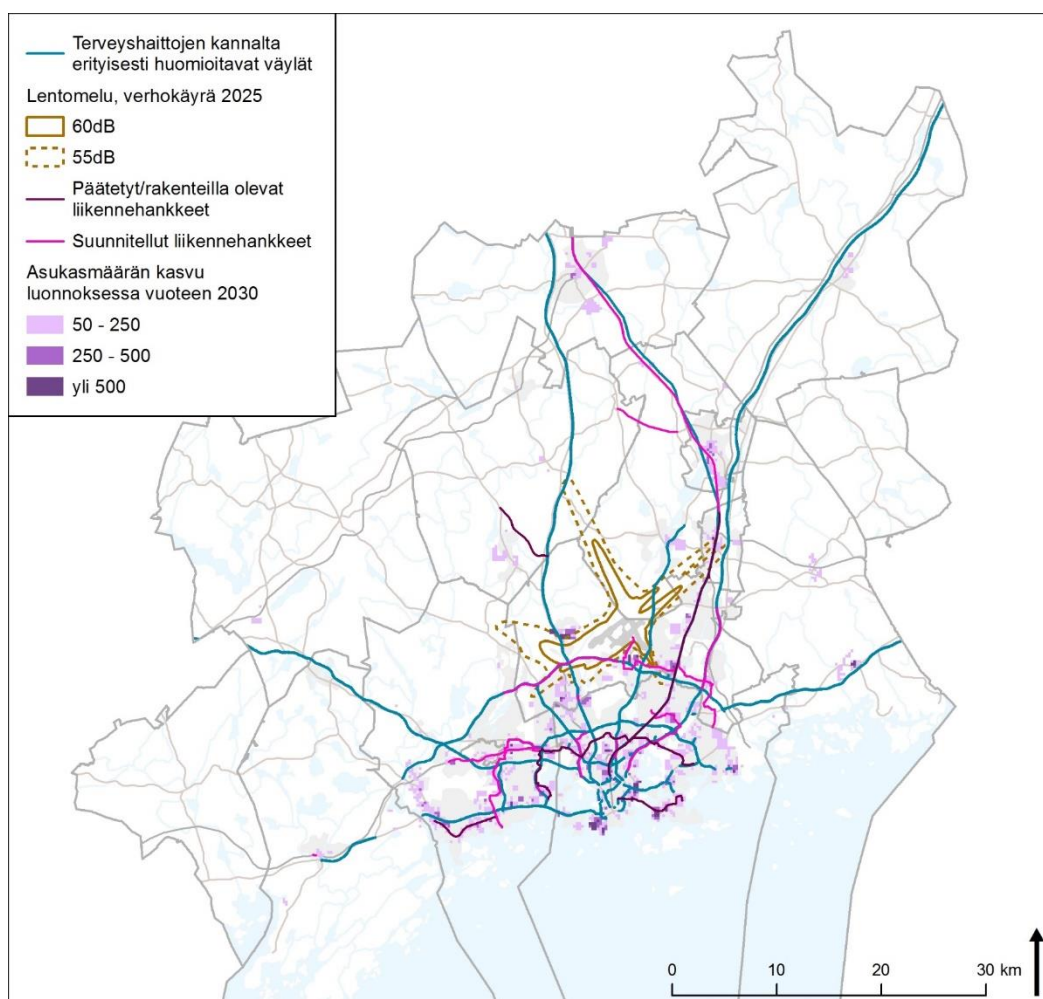 Terveyshaittojen kannalta
erityisesti huomioitavat väylät
Lentomelu, verhokäyrä 2025
60dB
55dB
Päätetyt/rakenteilla olevat
liikennehankkeet
Suunnitellut liikennehankkeet
Asukasmäärän kasvu
luonnoksessa vuoteen 2030
50 - 250
250 - 500
yli 500
0 10 20 30 km